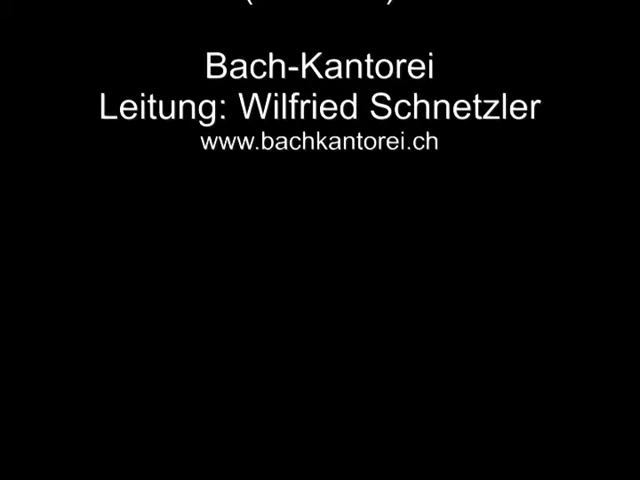 Bach-Kantorei
Leitung: Wilfried Schnetzler
www.bachkantorei.ch